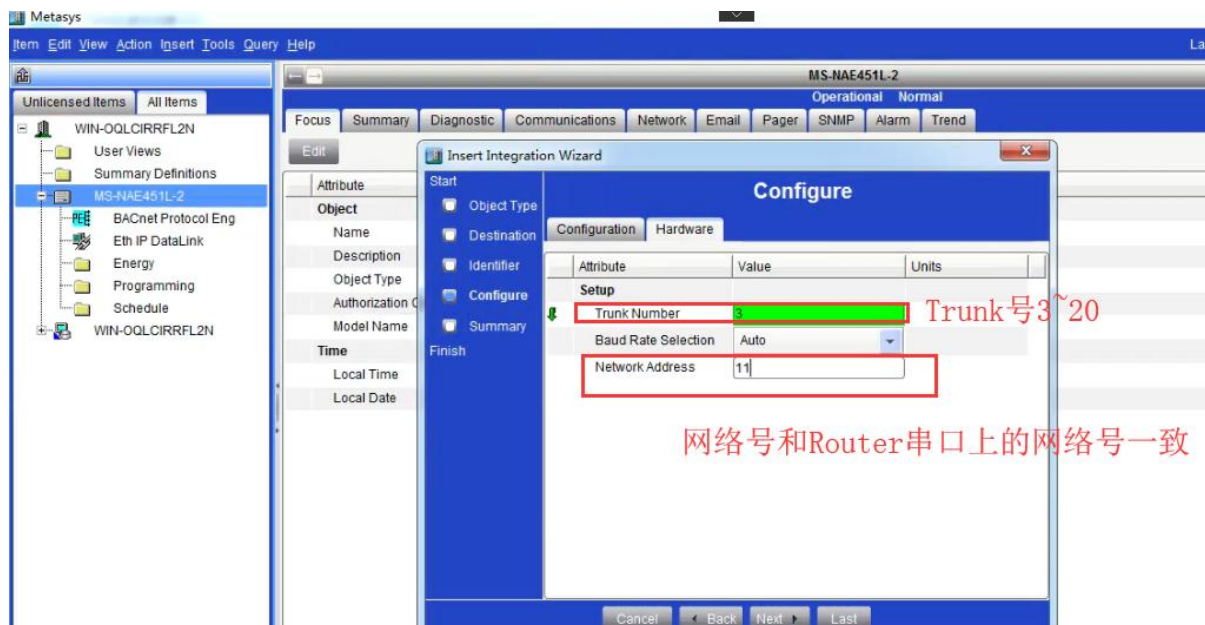 Metasys
Item Edit View Action Insert Tools Query Help
La
MS-NAE451L-2
Operational Normal
Unlicensed Items All Items
Focus Summary Diagnostic Communications Network Email Pager SNMP Alarm Trend
WIN-OQLCIRRFL2N
User Views
Summary Definitions
MS-NAE451L-2
BACnet Protocol Eng
Eth IP DataLink
Energy
Programming
Schedule
WIN-OQLCIRRFL2N
Edit
Attribute
Object
Name
Description
Object Type
Authorization C
Model Name
Time
Local Time
Local Date
Insert Integration Wizard
Start
Object Type
Destination
Identifier
Configure
Summary
Finish
Configure
Configuration Hardware
Attribute Value Units
Setup
Trunk Number 3
Baud Rate Selection Auto
Network Address 11
Trunk号3~20
网络号和Router串口上的网络号一致
Cancel Back Next Last